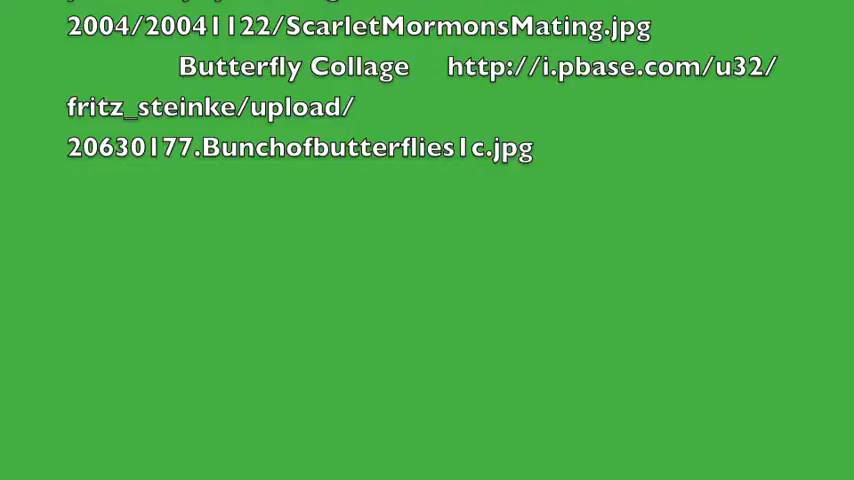 2004/20041122/ScarletMormonsMating.jpg
Butterfly Collage http://i.pbase.com/u32/
fritz_steinke/upload/
20630177.Bunchofbutterflies1c.jpg